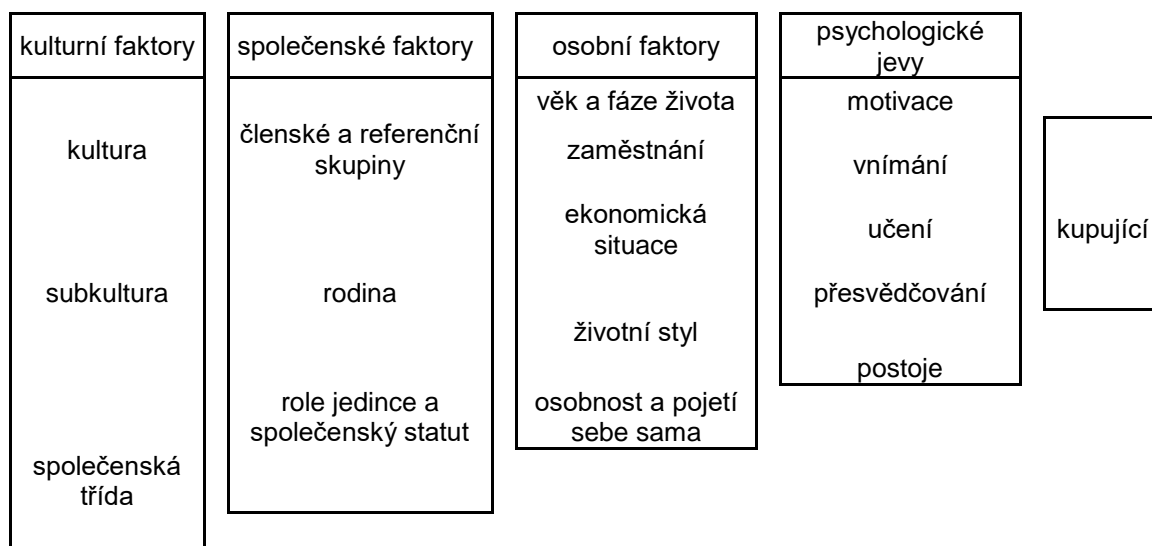 kulturní faktory
kultura
subkultura
společenská
třída
společenské faktory
členské a referenční
skupiny
rodina
role jedince a
společenský statut
osobní faktory
věk a fáze života
zaměstnání
ekonomická
situace
životní styl
osobnost a pojetí
sebe sama
psychologické
jevy
motivace
vnímání
učení
přesvědčování
postoje
kupující